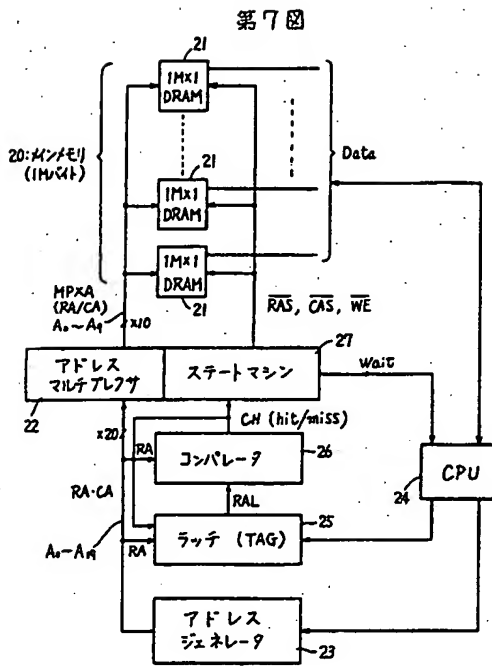 第7図
21
1M×1
DRAM
20:メインメモリ
(1Mバイト)
Data
21
1M×1
DRAM
1M×1
DRAM
21
MPXA
(RA/CA)
A₀~A₉
×10
RAS, CAS, WE
27
アドレス
マルチプレクサ
ステートマシン
Wait
22
CH (hit/miss)
×20
RA
コンパレータ
26
CPU
24
RA・CA
RAL
25
A₀~A₁₉
RA
ラッチ (TAG)
アドレス
ジェネレータ
23